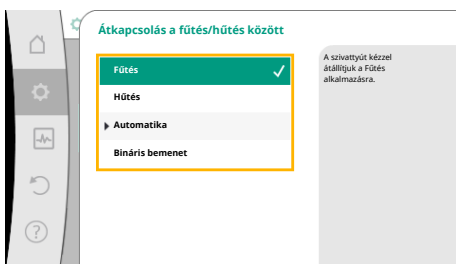 Átkapcsolás a fűtés/hűtés között
Fűtés
Hűtés
Automatika
Bináris bemenet
A szivattyút kézzel
átállítjuk a Fűtés
alkalmazásra.
?